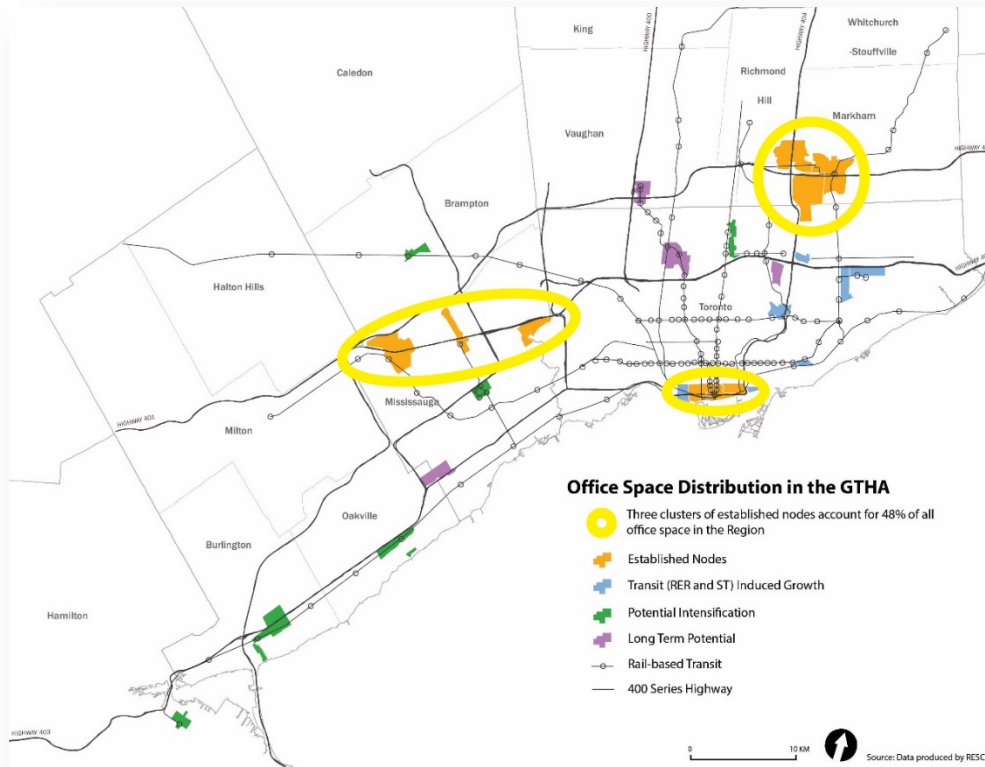 King
Whitchurch
-Stouffville
HIGHWAY 400
HIGHWAY 404
Caledon
Richmond
Hill
Markham
Vaughan
Brampton
Halton Hills
Toronto
Mississauga
HIGHWAY 401
Milton
Oakville
Burlington
Hamilton
HIGHWAY 403
Office Space Distribution in the GTHA
Three clusters of established nodes account for 48% of all
office space in the Region
Established Nodes
Transit (RER and ST) Induced Growth
Potential Intensification
Long Term Potential
Rail-based Transit
400 Series Highway
0 10 KM
Source: Data produced by RESC